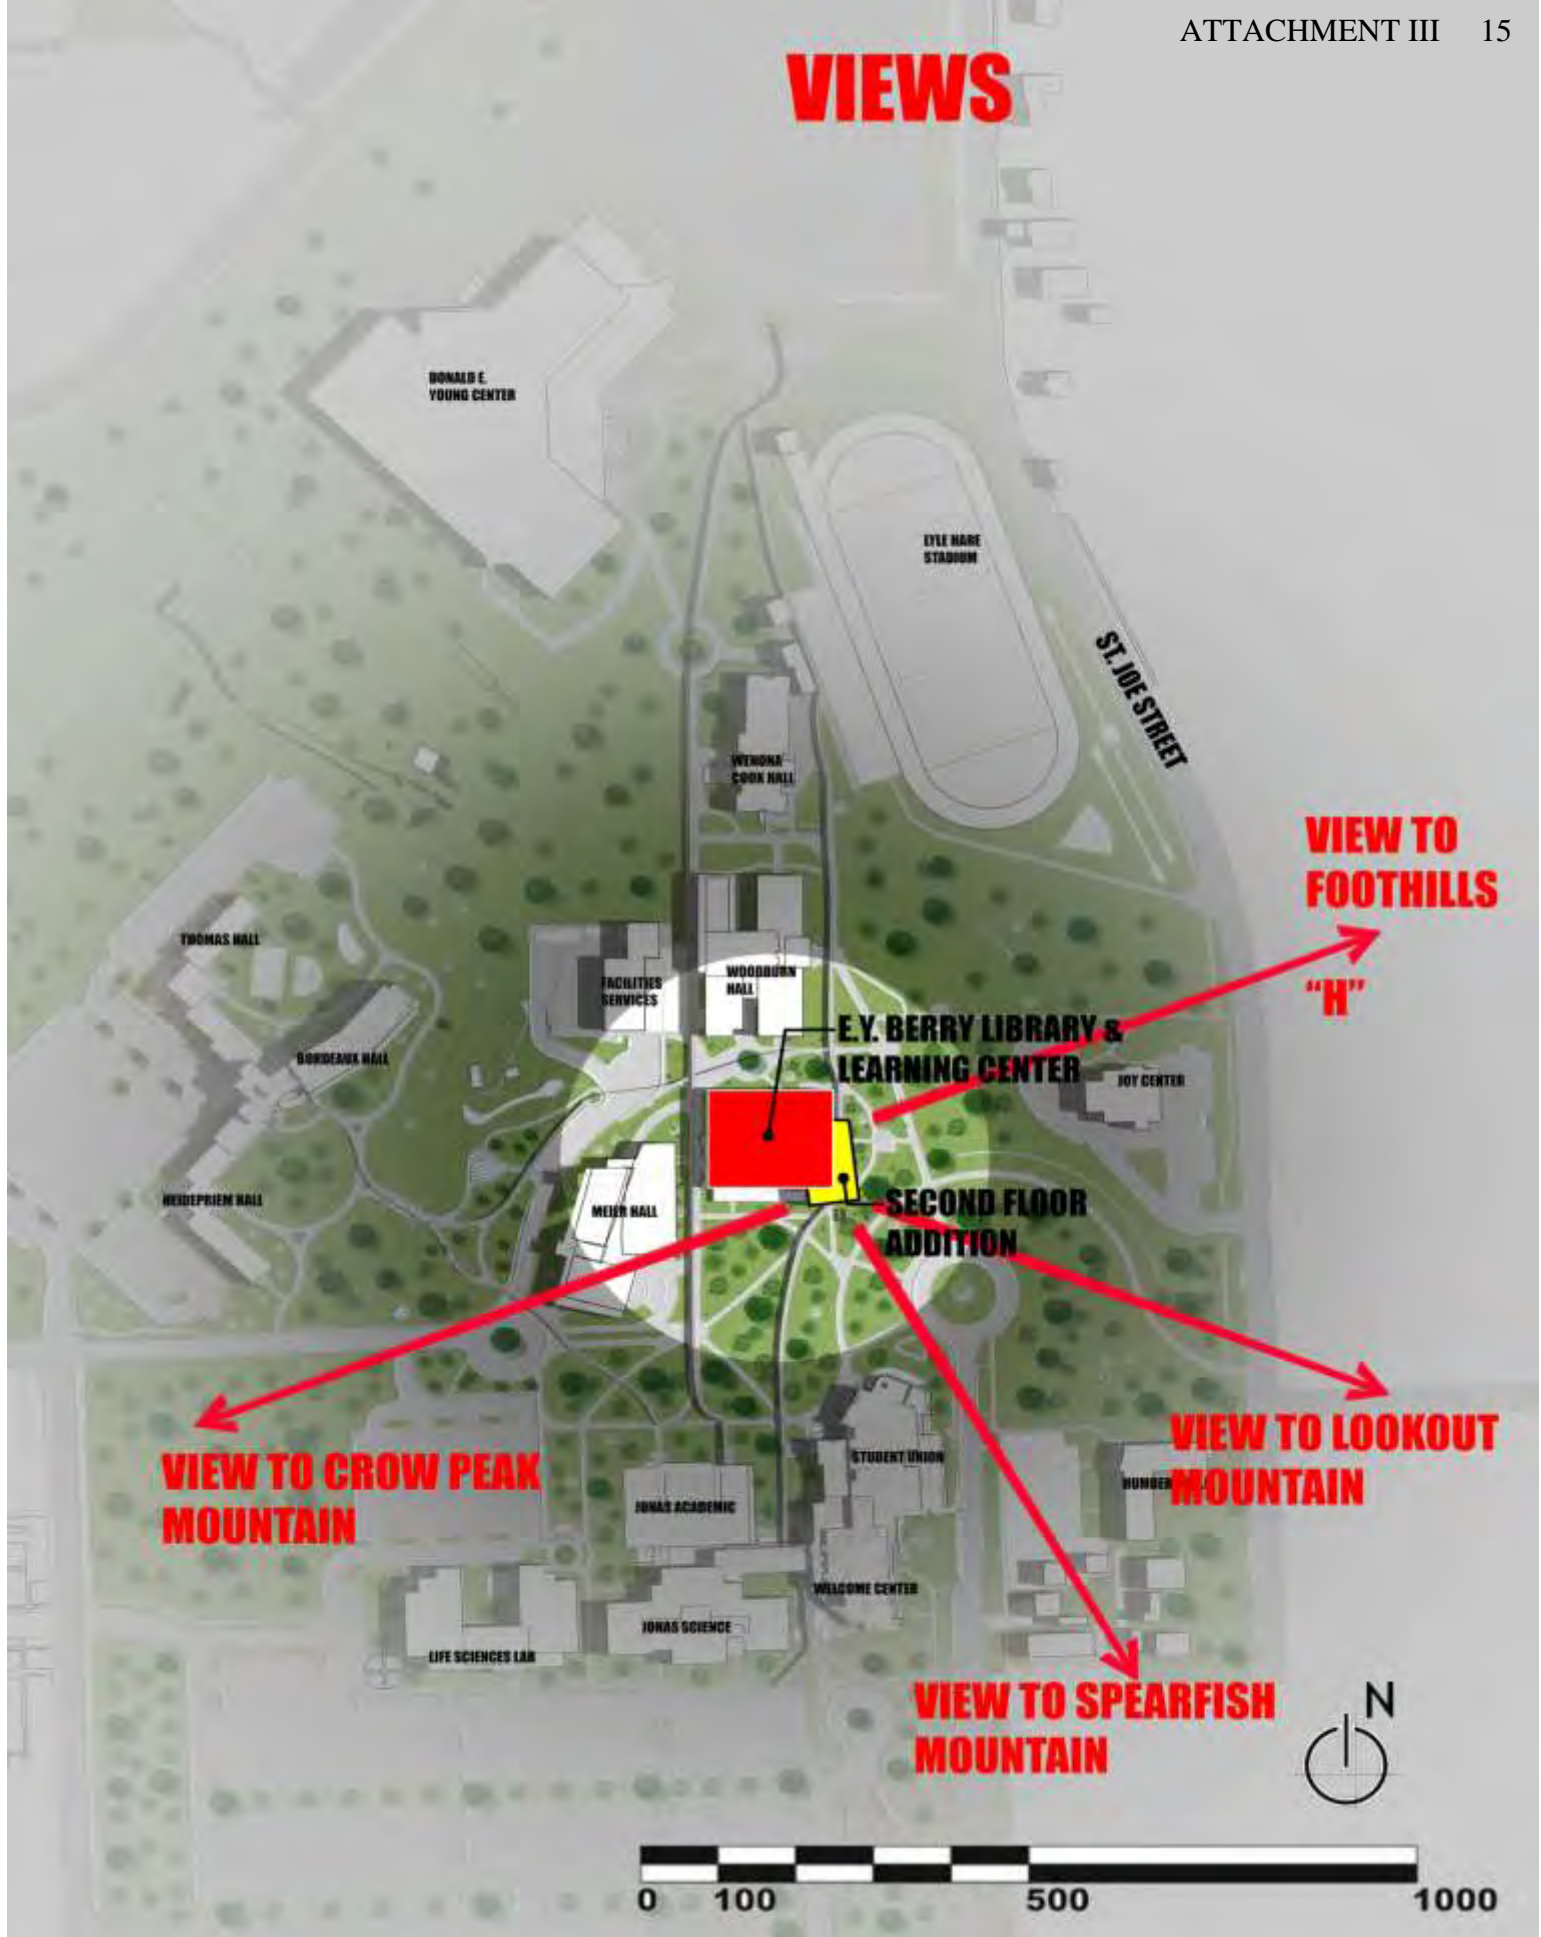 ATTACHMENT III 15
VIEWS
DONALD E.
YOUNG CENTER
LYLE HARE
STADIUM
ST. JOE STREET
WENONA
COOK HALL
VIEW TO
FOOTHILLS
"H"
THOMAS HALL
FACILITIES
SERVICES
WOODBURN
HALL
E.Y. BERRY LIBRARY &
LEARNING CENTER
BORDEAUX HALL
JOY CENTER
HEIDEPRIEM HALL
MEIER HALL
SECOND FLOOR
ADDITION
VIEW TO CROW PEAK
MOUNTAIN
VIEW TO LOOKOUT
MOUNTAIN
STUDENT UNION
JONAS ACADEMIC
WELCOME CENTER
JONAS SCIENCE
LIFE SCIENCES LAB
VIEW TO SPEARFISH
MOUNTAIN
N
0 100 500 1000